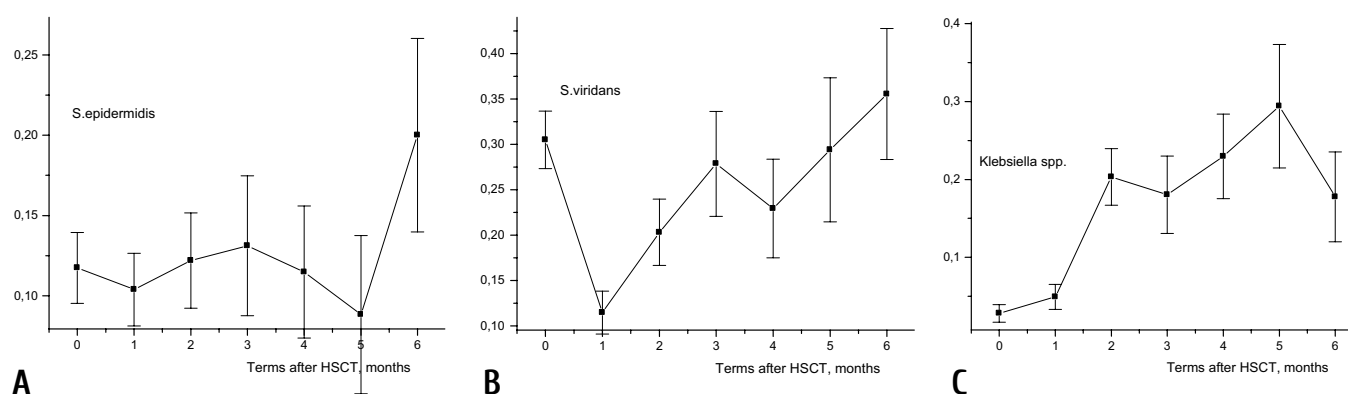 0,25
0,20
0,15
0,10
S.epidermidis
0 1 2 3 4 5 6
Terms after HSCT, months
A
0,40
0,35
0,30
0,25
0,20
0,15
0,10
S.viridans
0 1 2 3 4 5 6
Terms after HSCT, months
B
0,4
0,3
0,2
0,1
Klebsiella spp.
0 1 2 3 4 5 6
Terms after HSCT, months
C